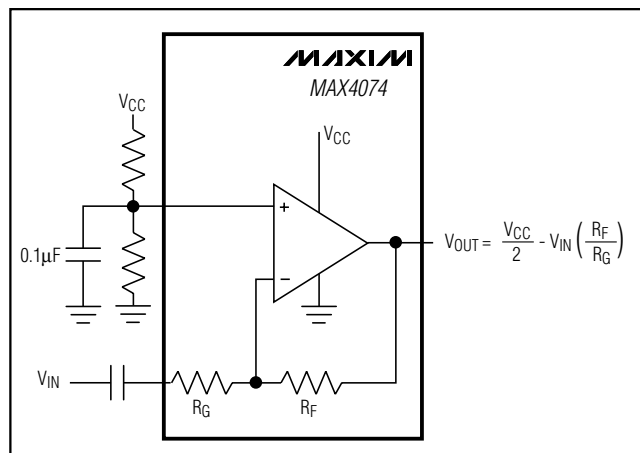 MAXIM
MAX4074
VCC
VCC
+
0.1µF
−
VOUT = VCC/2 - VIN (RF/RG)
VIN
RG
RF